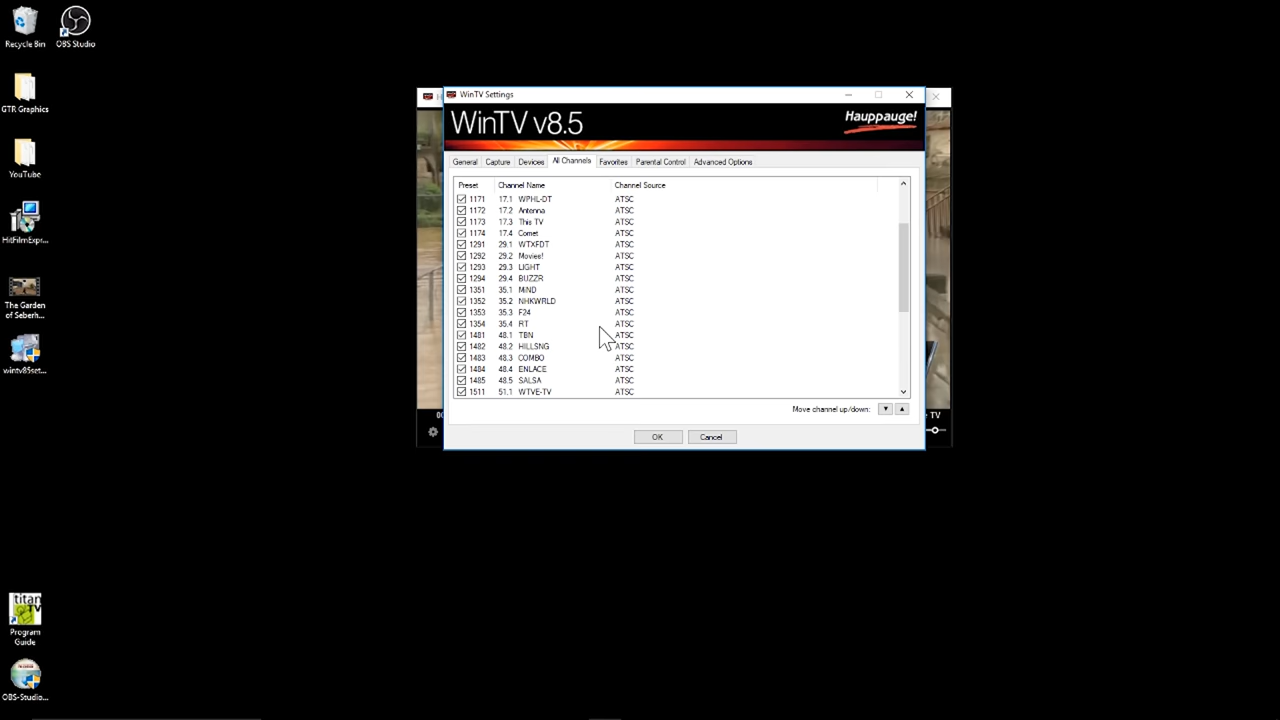 Recycle Bin
OBS Studio
GTR Graphics
YouTube
HitFilmExpr...
The Garden
of Seberh...
wintv85set...
titan
TV
Program
Guide
OBS-Studio...
WinTV Settings
WinTV v8.5
Hauppauge!
General Capture Devices All Channels Favorites Parental Control Advanced Options
Preset Channel Name Channel Source
1171 17.1 WPHL-DT ATSC
1172 17.2 Antenna ATSC
1173 17.3 This TV ATSC
1174 17.4 Comet ATSC
1291 29.1 WTXFDT ATSC
1292 29.2 Movies! ATSC
1293 29.3 LIGHT ATSC
1294 29.4 BUZZR ATSC
1351 35.1 MiND ATSC
1352 35.2 NHKWRLD ATSC
1353 35.3 F24 ATSC
1354 35.4 RT ATSC
1481 48.1 TBN ATSC
1482 48.2 HILLSNG ATSC
1483 48.3 COMBO ATSC
1484 48.4 ENLACE ATSC
1485 48.5 SALSA ATSC
1511 51.1 WTVE-TV ATSC
Move channel up/down:
TV
OK Cancel